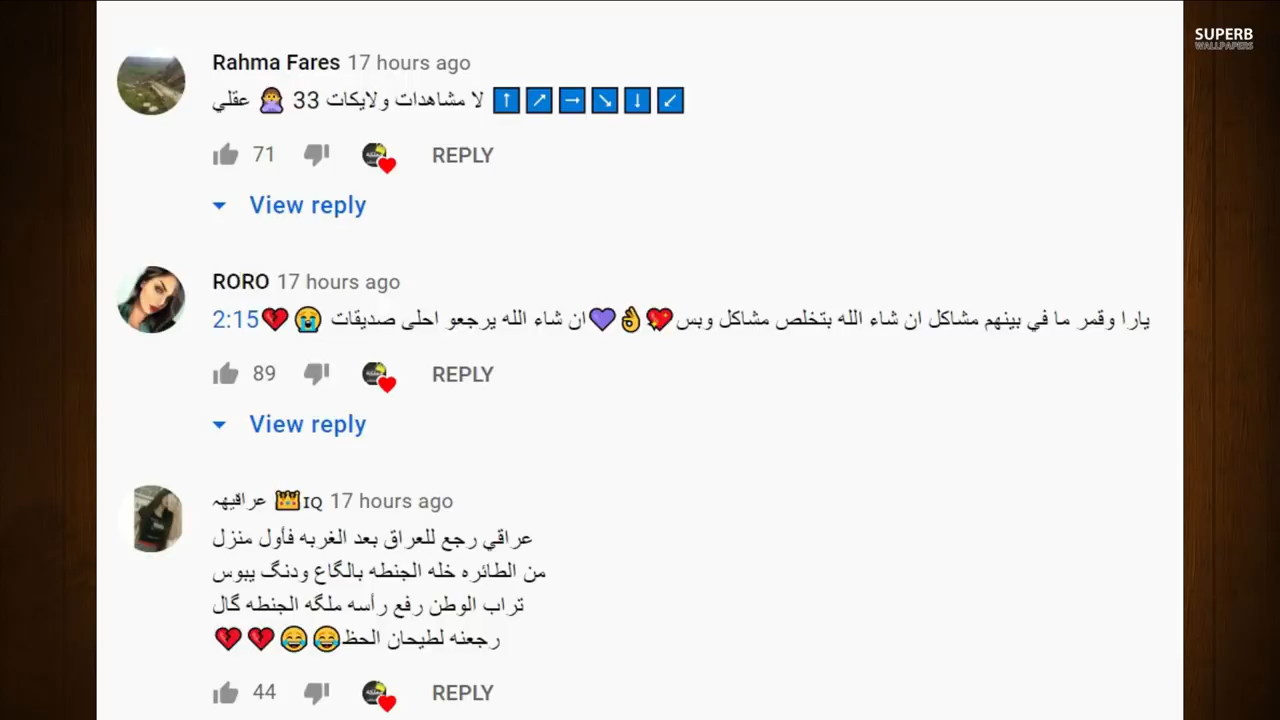 SUPERB
WALLPAPERS
Rahma Fares 17 hours ago
لا مشاهدات ولايكات 33 🙍 عقلي ↑ ↗ → ↘ ↓ ↙
71 REPLY
View reply
RORO 17 hours ago
يارا وقمر ما في بينهم مشاكل ان شاء الله بتخلص مشاكل وبس💖👌💜ان شاء الله يرجعو احلى صديقات 😭💔2:15
89 REPLY
View reply
عراقيهہ 👑IQ 17 hours ago
عراقي رجع للعراق بعد الغربه فأول منزل
من الطائره خله الجنطه بالگاع ودنگ يبوس
تراب الوطن رفع رأسه ملگه الجنطه گال
رجعنه لطيحان الحظ😂😂💔💔
44 REPLY